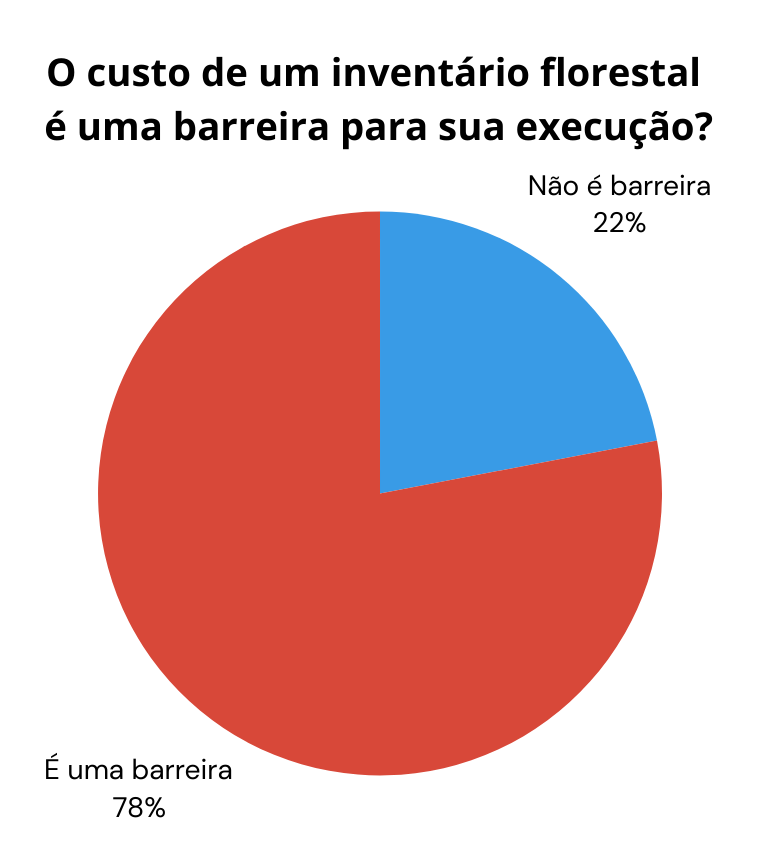 O custo de um inventário florestal
é uma barreira para sua execução?
Não é barreira
22%
É uma barreira
78%